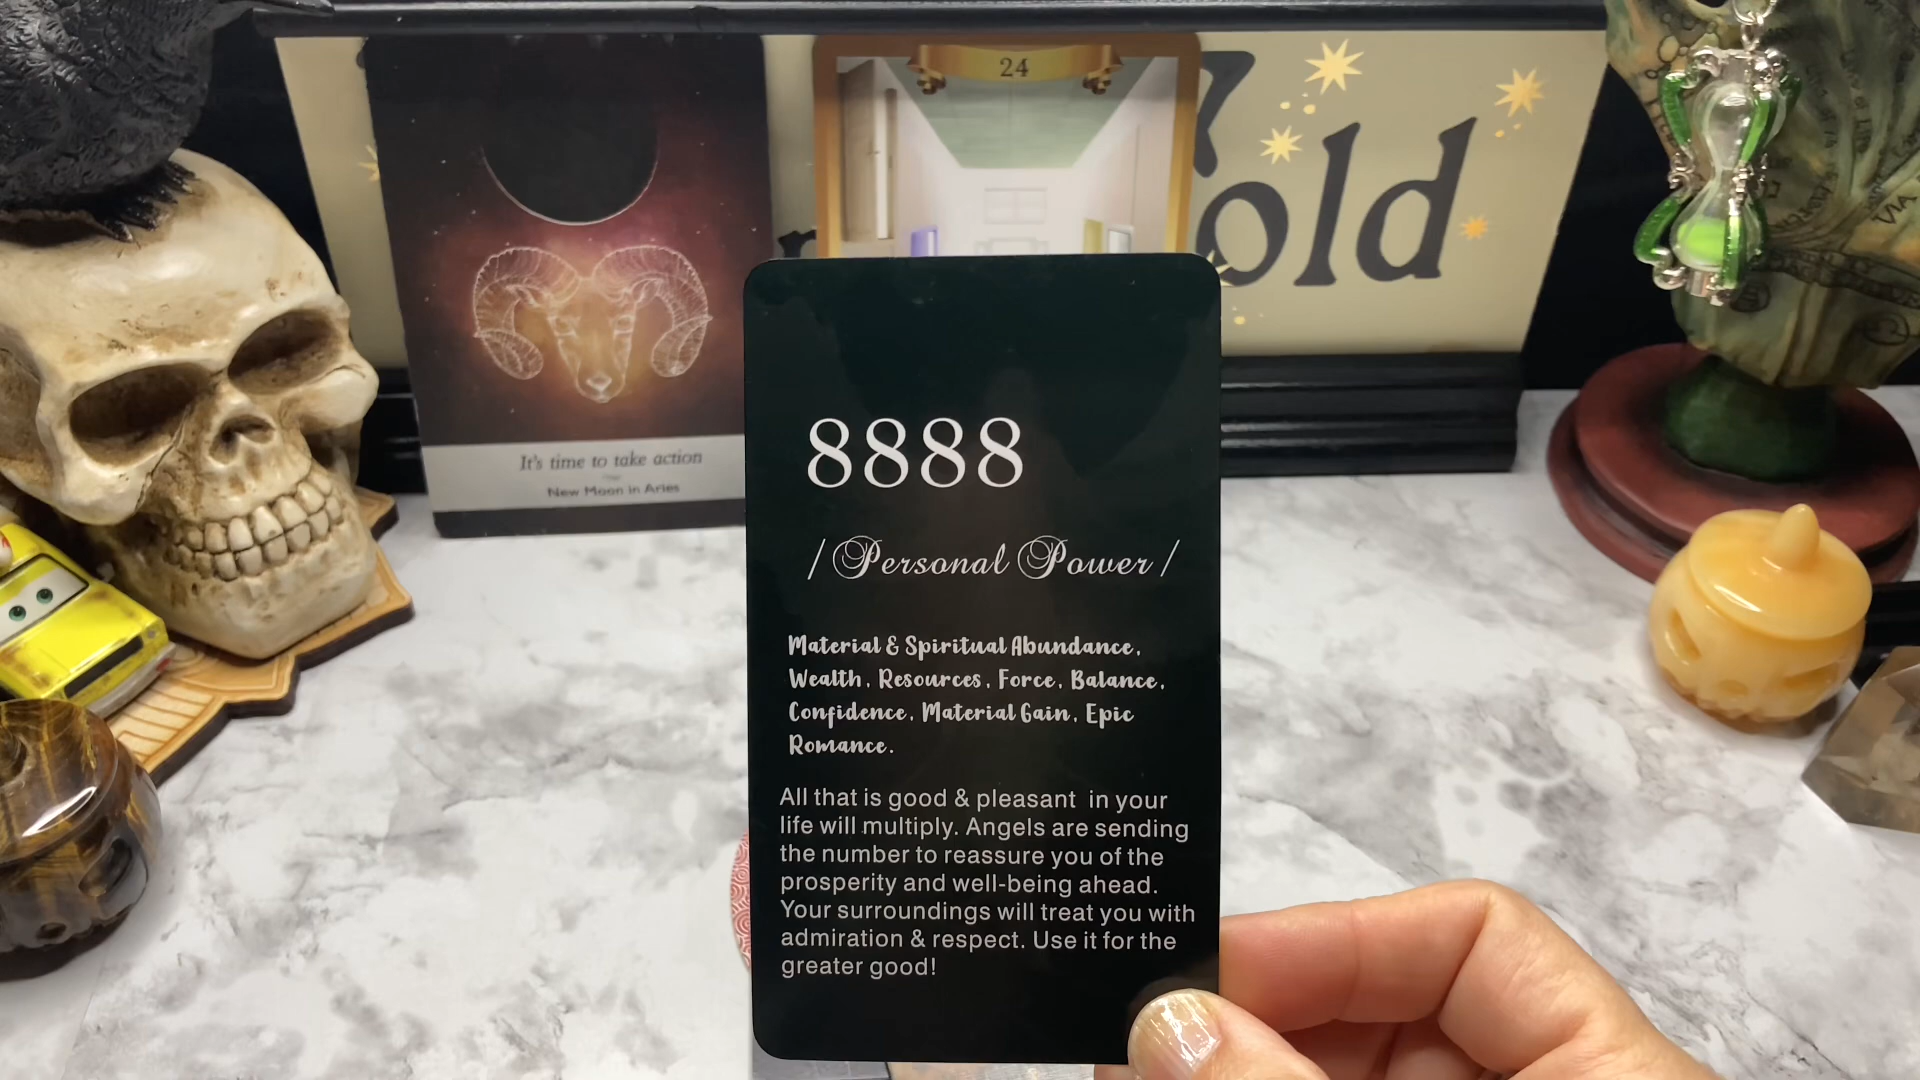 24
old
It's time to take action
New Moon in Aries
8888
/Personal Power/
Material & Spiritual Abundance,
Wealth, Resources, Force, Balance,
Confidence, Material Gain, Epic
Romance.
All that is good & pleasant in your
life will multiply. Angels are sending
the number to reassure you of the
prosperity and well-being ahead.
Your surroundings will treat you with
admiration & respect. Use it for the
greater good!